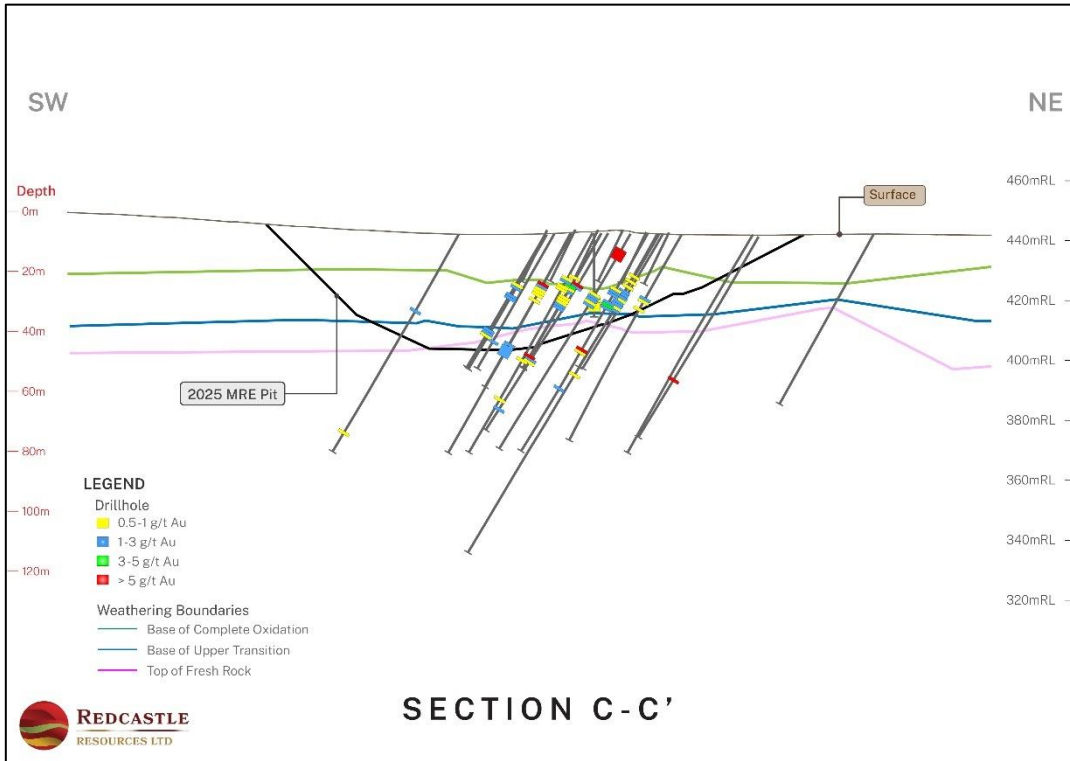 SW
NE
Depth
0m
20m
40m
60m
80m
100m
120m
460mRL
440mRL
420mRL
400mRL
380mRL
360mRL
340mRL
320mRL
Surface
2025 MRE Pit
LEGEND
Drillhole
0.5-1 g/t Au
1-3 g/t Au
3-5 g/t Au
> 5 g/t Au
Weathering Boundaries
Base of Complete Oxidation
Base of Upper Transition
Top of Fresh Rock
REDCASTLE
RESOURCES LTD
SECTION C-C'